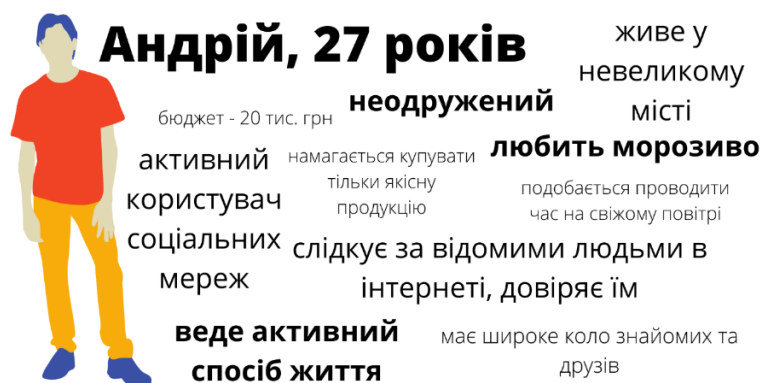 Андрій, 27 років
живе у
невеликому
місті
бюджет - 20 тис. грн
неодружений
любить морозиво
активний
користувач
соціальних
мереж
намагається купувати
тільки якісну
продукцію
подобається проводити
час на свіжому повітрі
слідкує за відомими людьми в
інтернеті, довіряє їм
веде активний
спосіб життя
має широке коло знайомих та
друзів